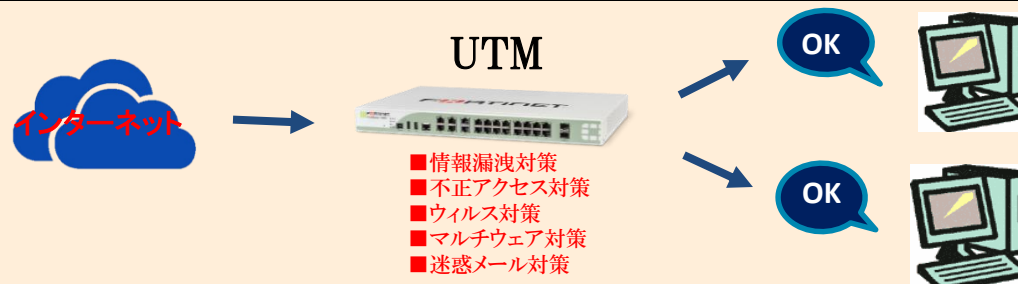 UTM
OK
インターネット
FORTINET
■情報漏洩対策
■不正アクセス対策
■ウィルス対策
■マルチウェア対策
■迷惑メール対策
OK